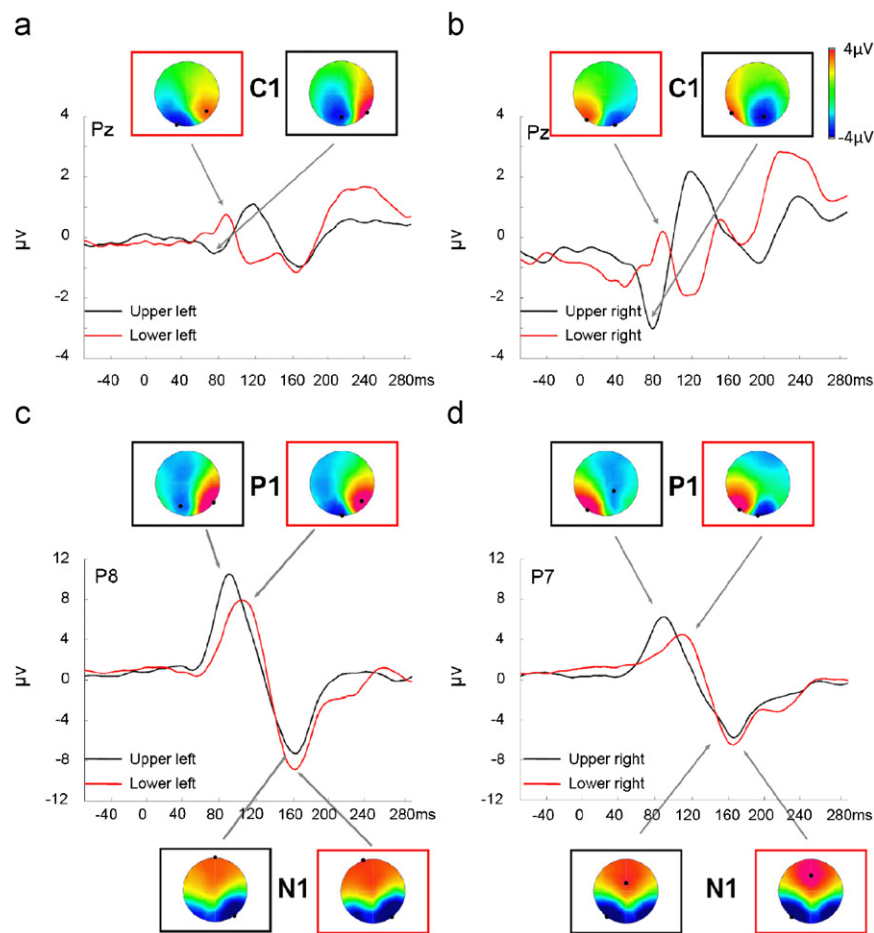 a
b
C1
C1
4μV
-4μV
4
2
0
-2
-4
μv
Pz
Upper left
Lower left
-40 0 40 80 120 160 200 240 280ms
4
2
0
-2
-4
μv
Pz
Upper right
Lower right
-40 0 40 80 120 160 200 240 280ms
c
d
P1
P1
12
8
4
0
-4
-8
-12
μv
P8
Upper left
Lower left
-40 0 40 80 120 160 200 240 280ms
12
8
4
0
-4
-8
-12
μv
P7
Upper right
Lower right
-40 0 40 80 120 160 200 240 280ms
N1
N1